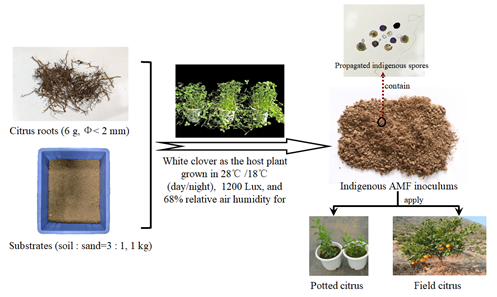 Propagated indigenous spores
contain
Citrus roots (6 g, Φ< 2 mm)
White clover as the host plant
grown in 28℃ /18℃
(day/night), 1200 Lux, and
68% relative air humidity for
Indigenous AMF inoculums
apply
Substrates (soil : sand=3 : 1, 1 kg)
Potted citrus
Field citrus